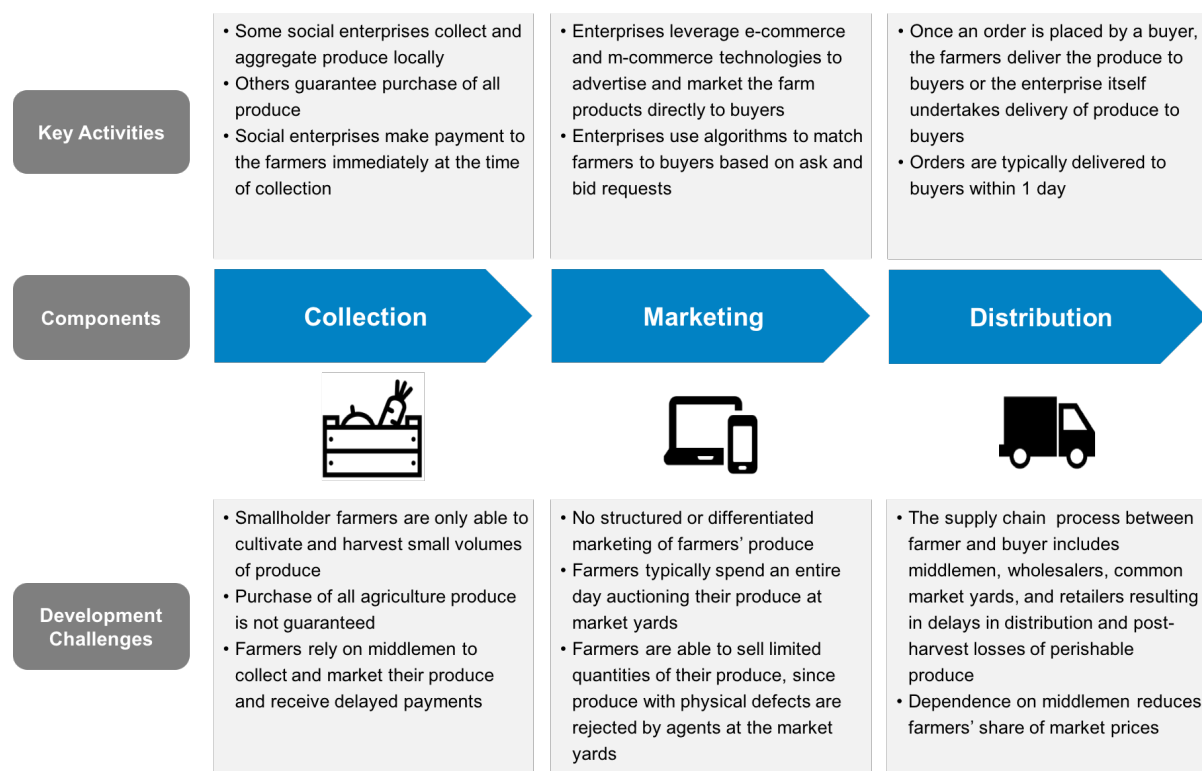 Key Activities
• Some social enterprises collect and
aggregate produce locally
• Others guarantee purchase of all
produce
• Social enterprises make payment to
the farmers immediately at the time
of collection
• Enterprises leverage e-commerce
and m-commerce technologies to
advertise and market the farm
products directly to buyers
• Enterprises use algorithms to match
farmers to buyers based on ask and
bid requests
• Once an order is placed by a buyer,
the farmers deliver the produce to
buyers or the enterprise itself
undertakes delivery of produce to
buyers
• Orders are typically delivered to
buyers within 1 day
Components
Collection
Marketing
Distribution
Development
Challenges
• Smallholder farmers are only able to
cultivate and harvest small volumes
of produce
• Purchase of all agriculture produce
is not guaranteed
• Farmers rely on middlemen to
collect and market their produce
and receive delayed payments
• No structured or differentiated
marketing of farmers’ produce
• Farmers typically spend an entire
day auctioning their produce at
market yards
• Farmers are able to sell limited
quantities of their produce, since
produce with physical defects are
rejected by agents at the market
yards
• The supply chain process between
farmer and buyer includes
middlemen, wholesalers, common
market yards, and retailers resulting
in delays in distribution and post-
harvest losses of perishable
produce
• Dependence on middlemen reduces
farmers’ share of market prices